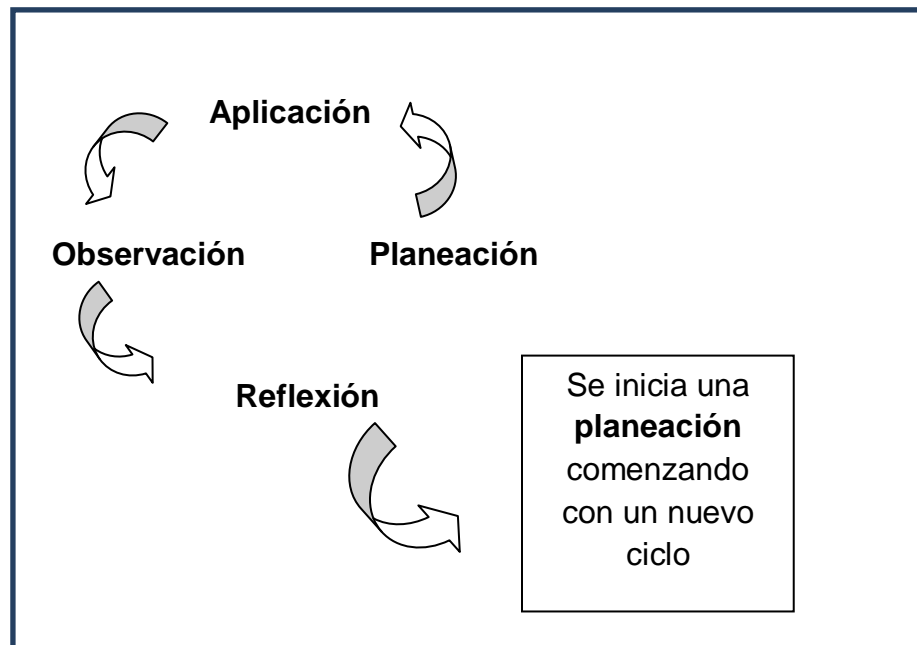 Aplicación
Observación
Planeación
Reflexión
Se inicia una
planeación
comenzando
con un nuevo
ciclo